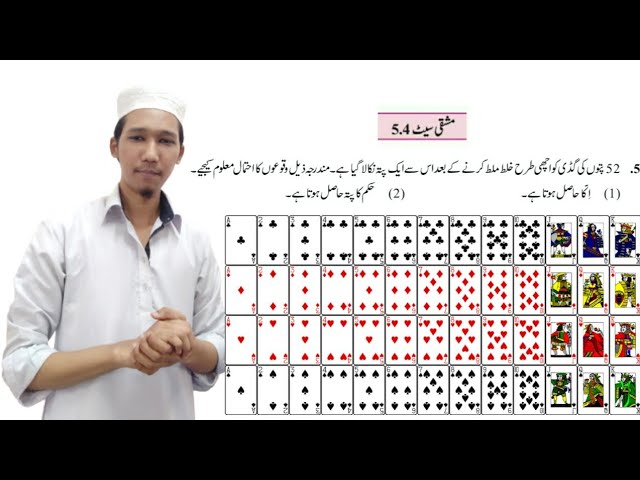 مشقی سیٹ 5.4
5. 52 پتوں کی گڈی کو اچھی طرح خلط ملط کرنے کے بعد اس سے ایک پتہ نکالا گیا ہے۔ مندرجہ ذیل وقوعوں کا احتمال معلوم کیجیے۔
(1) اِکّا حاصل ہوتا ہے۔ (2) حکم کا پتہ حاصل ہوتا ہے۔